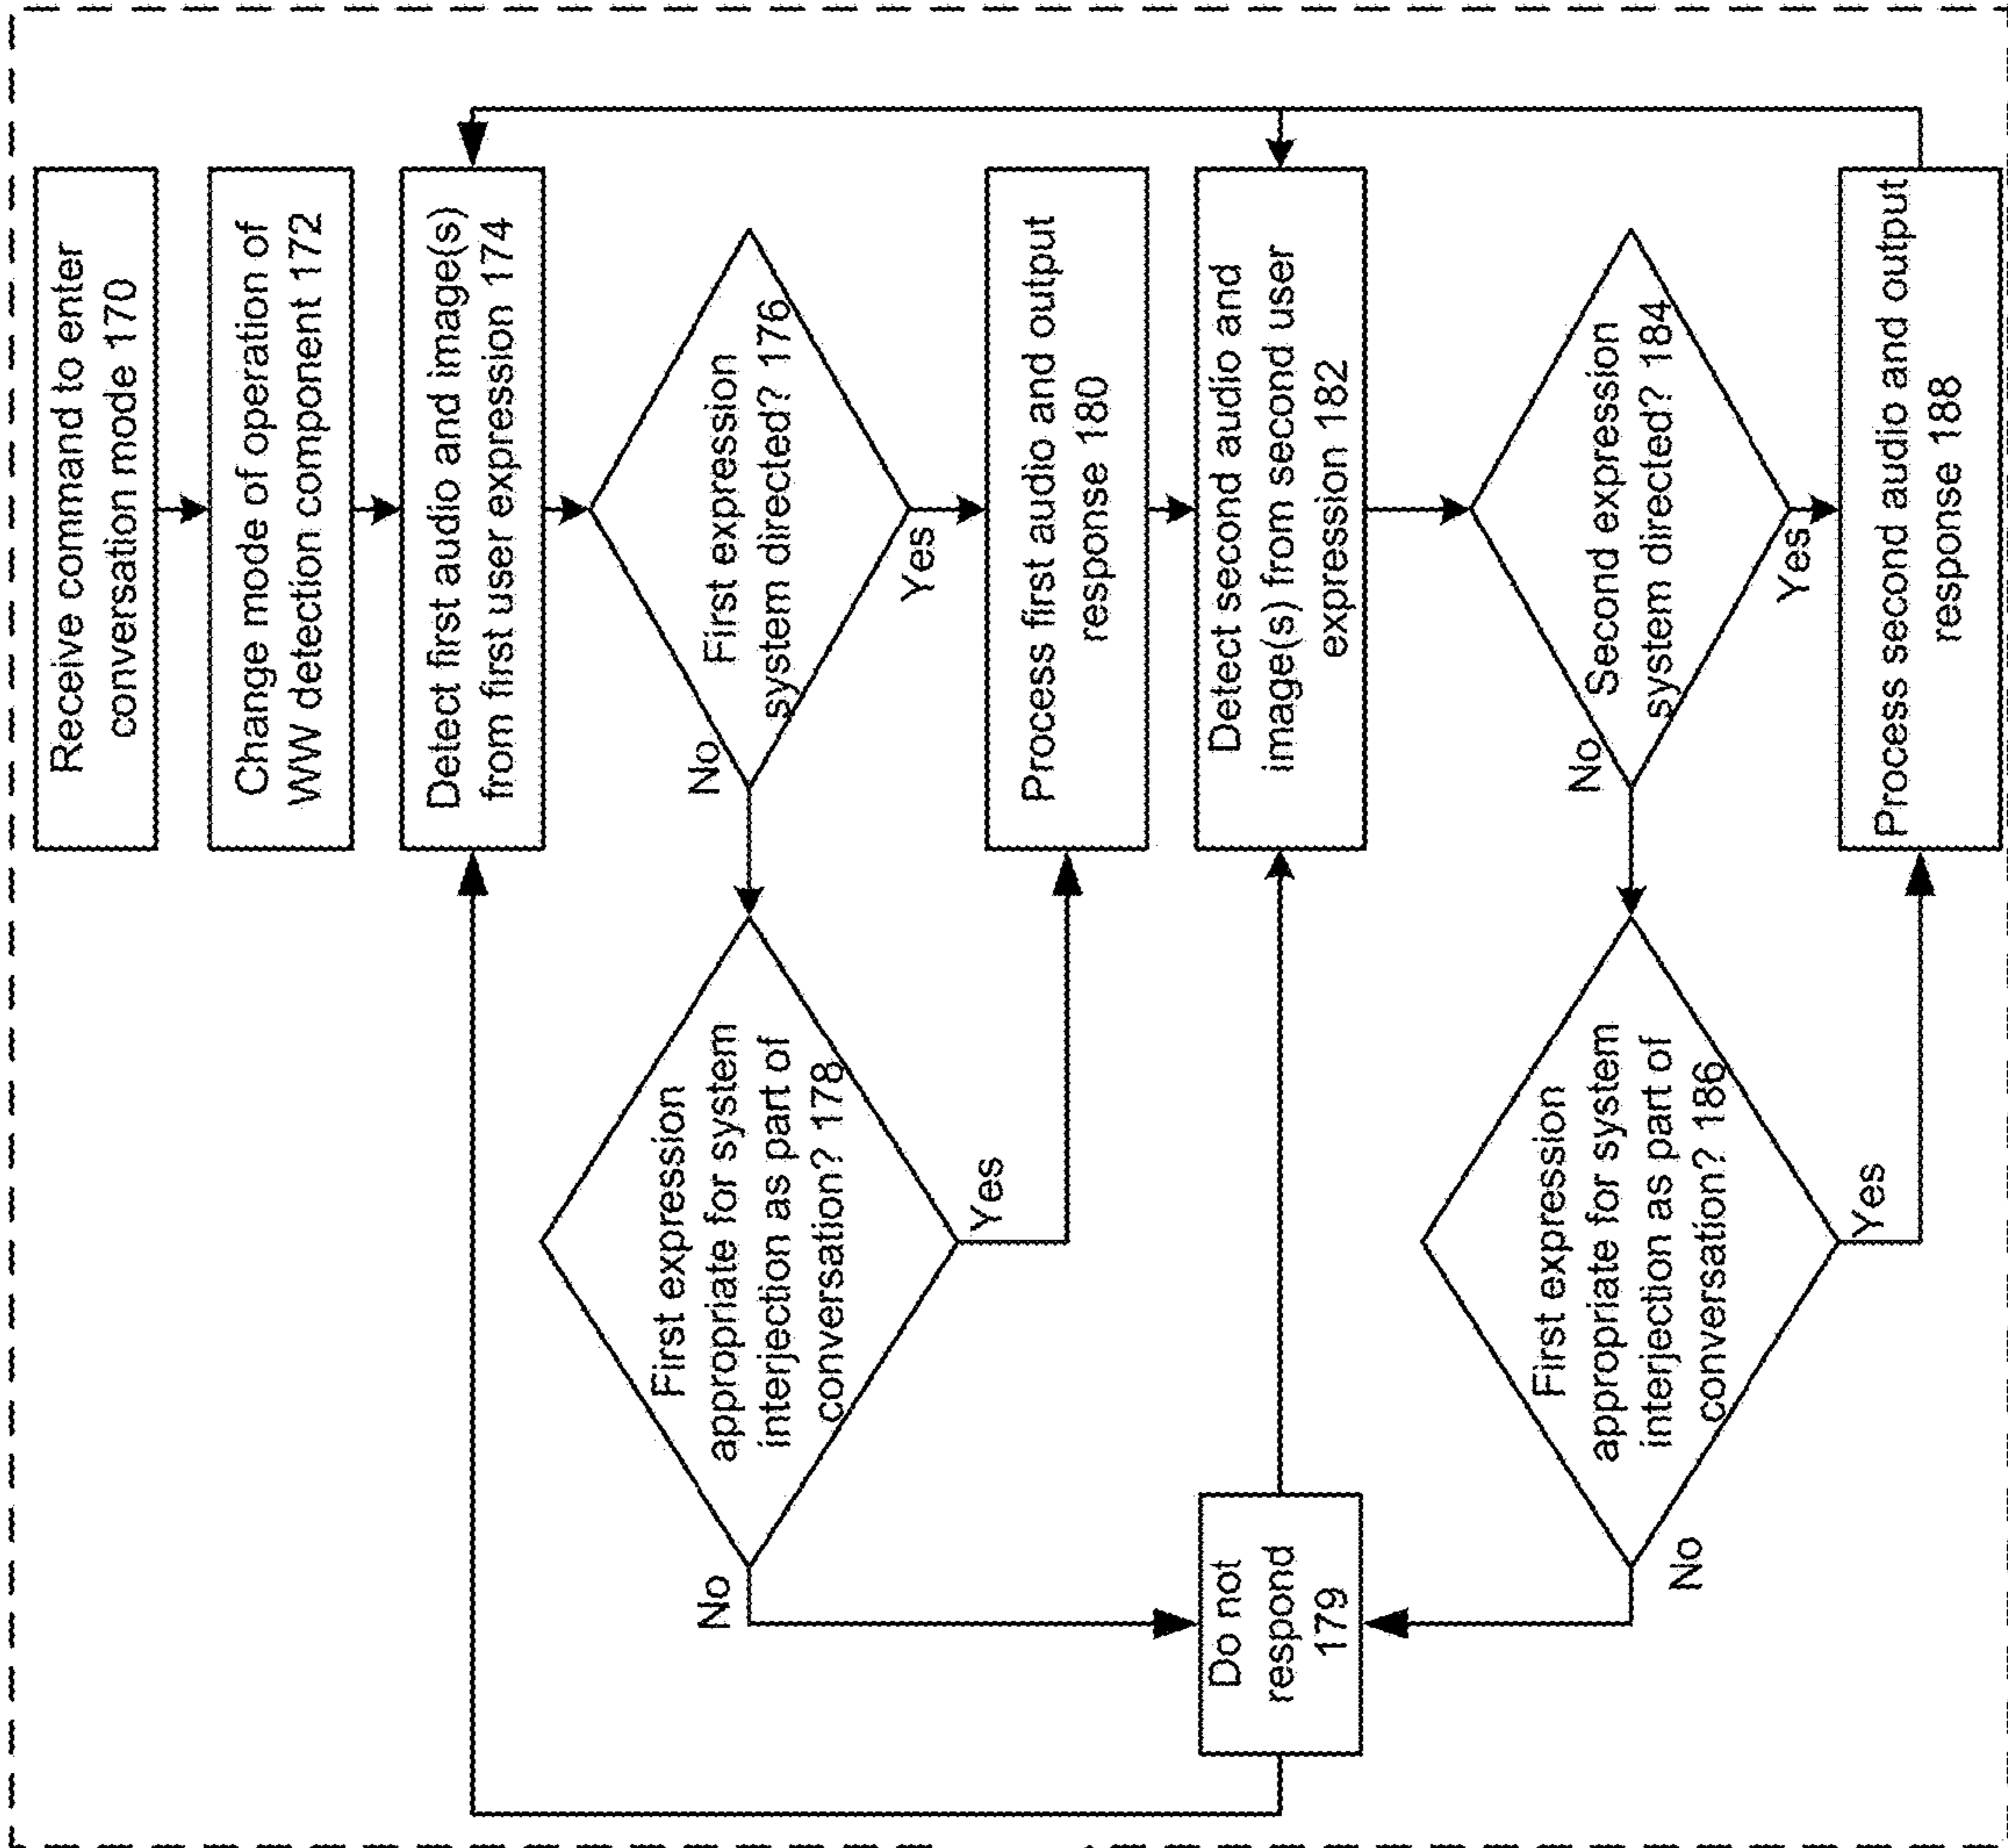 Receive command to enter
conversation mode 170
Change mode of operation of
WW detection component 172
Detect first audio and image(s)
from first user expression 174
First expression
system directed? 176
No
Yes
First expression
appropriate for system
interjection as part of
conversation? 178
No
Yes
Process first audio and output
response 180
Do not
respond
179
Detect second audio and
image(s) from second user
expression 182
Second expression
system directed? 184
No
Yes
First expression
appropriate for system
interjection as part of
conversation? 186
No
Yes
Process second audio and output
response 188